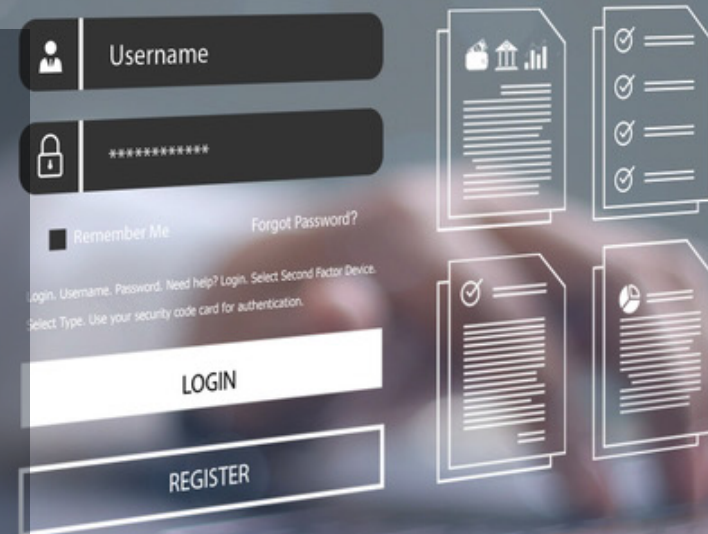 Username
************
Remember Me
Forgot Password?
Login. Username. Password. Need help? Login. Select Second Factor Device.
Select Type. Use your security code card for authentication.
LOGIN
REGISTER